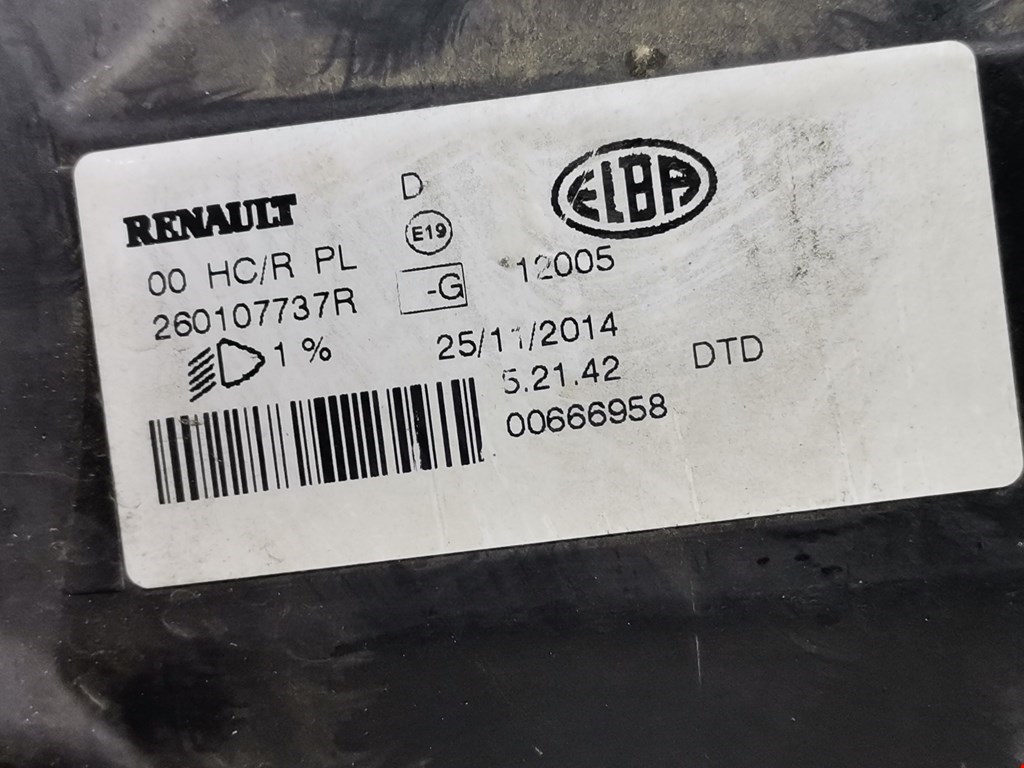 RENAULT
D
ELBA
00 HC/R PL
E19
12005
260107737R
-G
1 %
25/11/2014
5.21.42
DTD
00666958